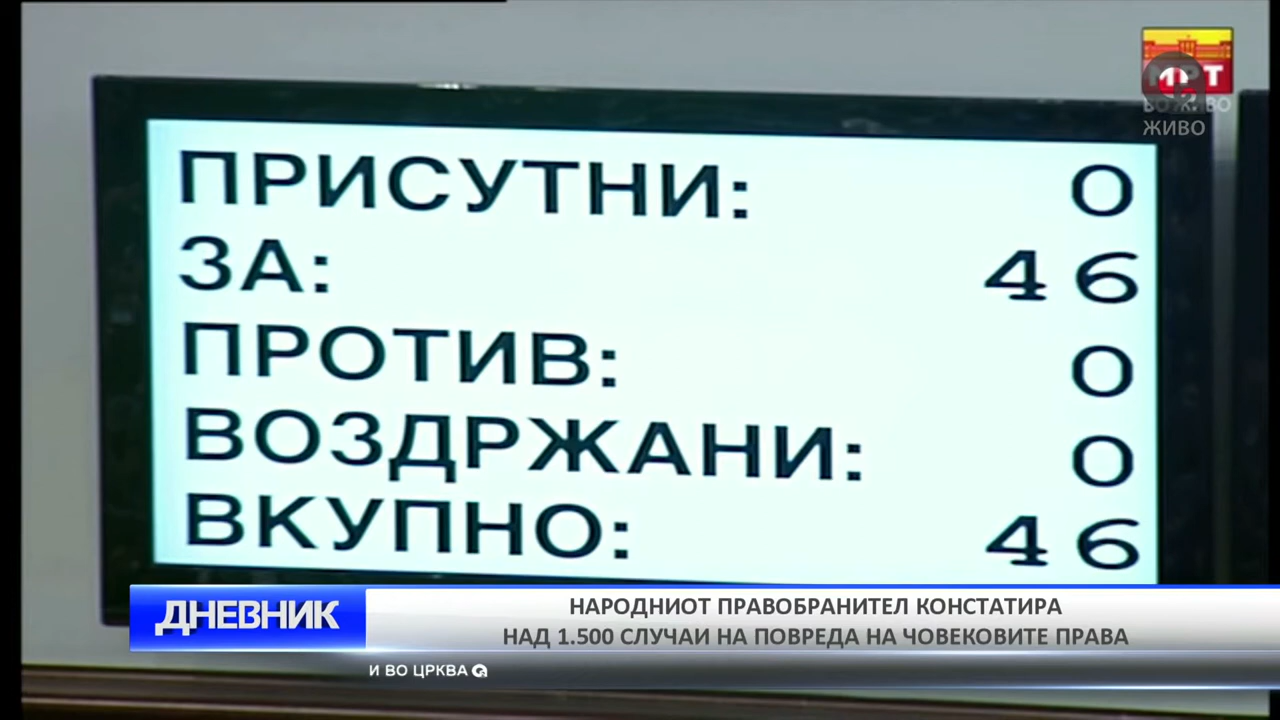 МРТ
ЖИВО
ПРИСУТНИ: 0
ЗА: 46
ПРОТИВ: 0
ВОЗДРЖАНИ: 0
ВКУПНО: 46
ДНЕВНИК
НАРОДНИОТ ПРАВОБРАНИТЕЛ КОНСТАТИРА
НАД 1.500 СЛУЧАИ НА ПОВРЕДА НА ЧОВЕКОВИТЕ ПРАВА
И ВО ЦРКВА